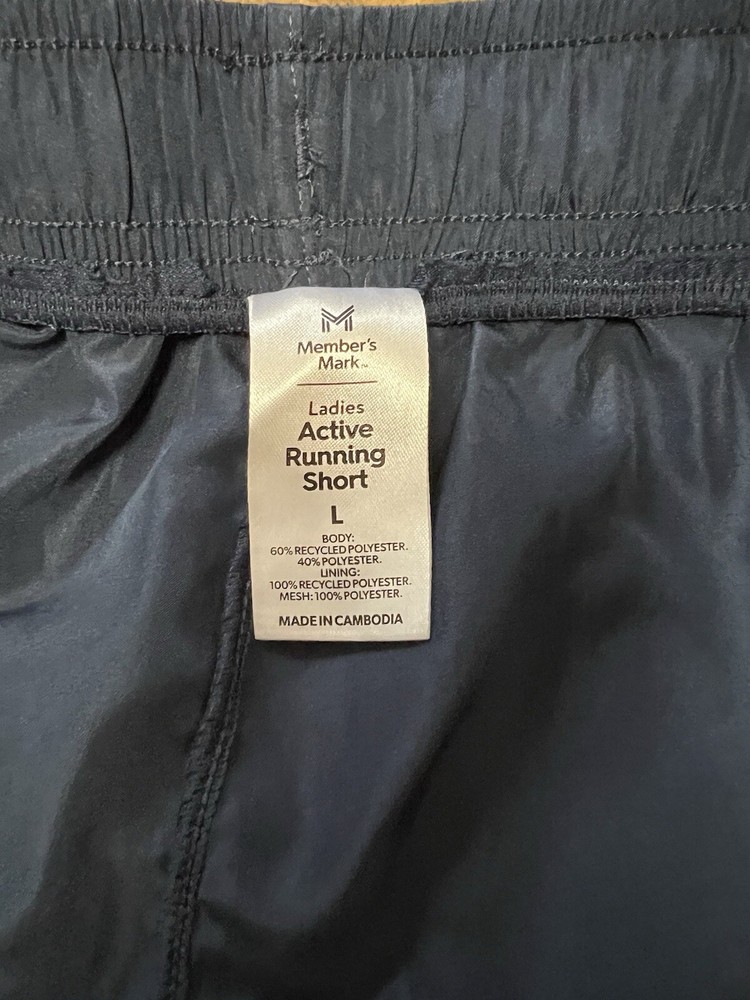 Member's
Mark™
Ladies
Active
Running
Short
L
BODY:
60% RECYCLED POLYESTER.
40% POLYESTER.
LINING:
100% RECYCLED POLYESTER.
MESH: 100% POLYESTER.
MADE IN CAMBODIA